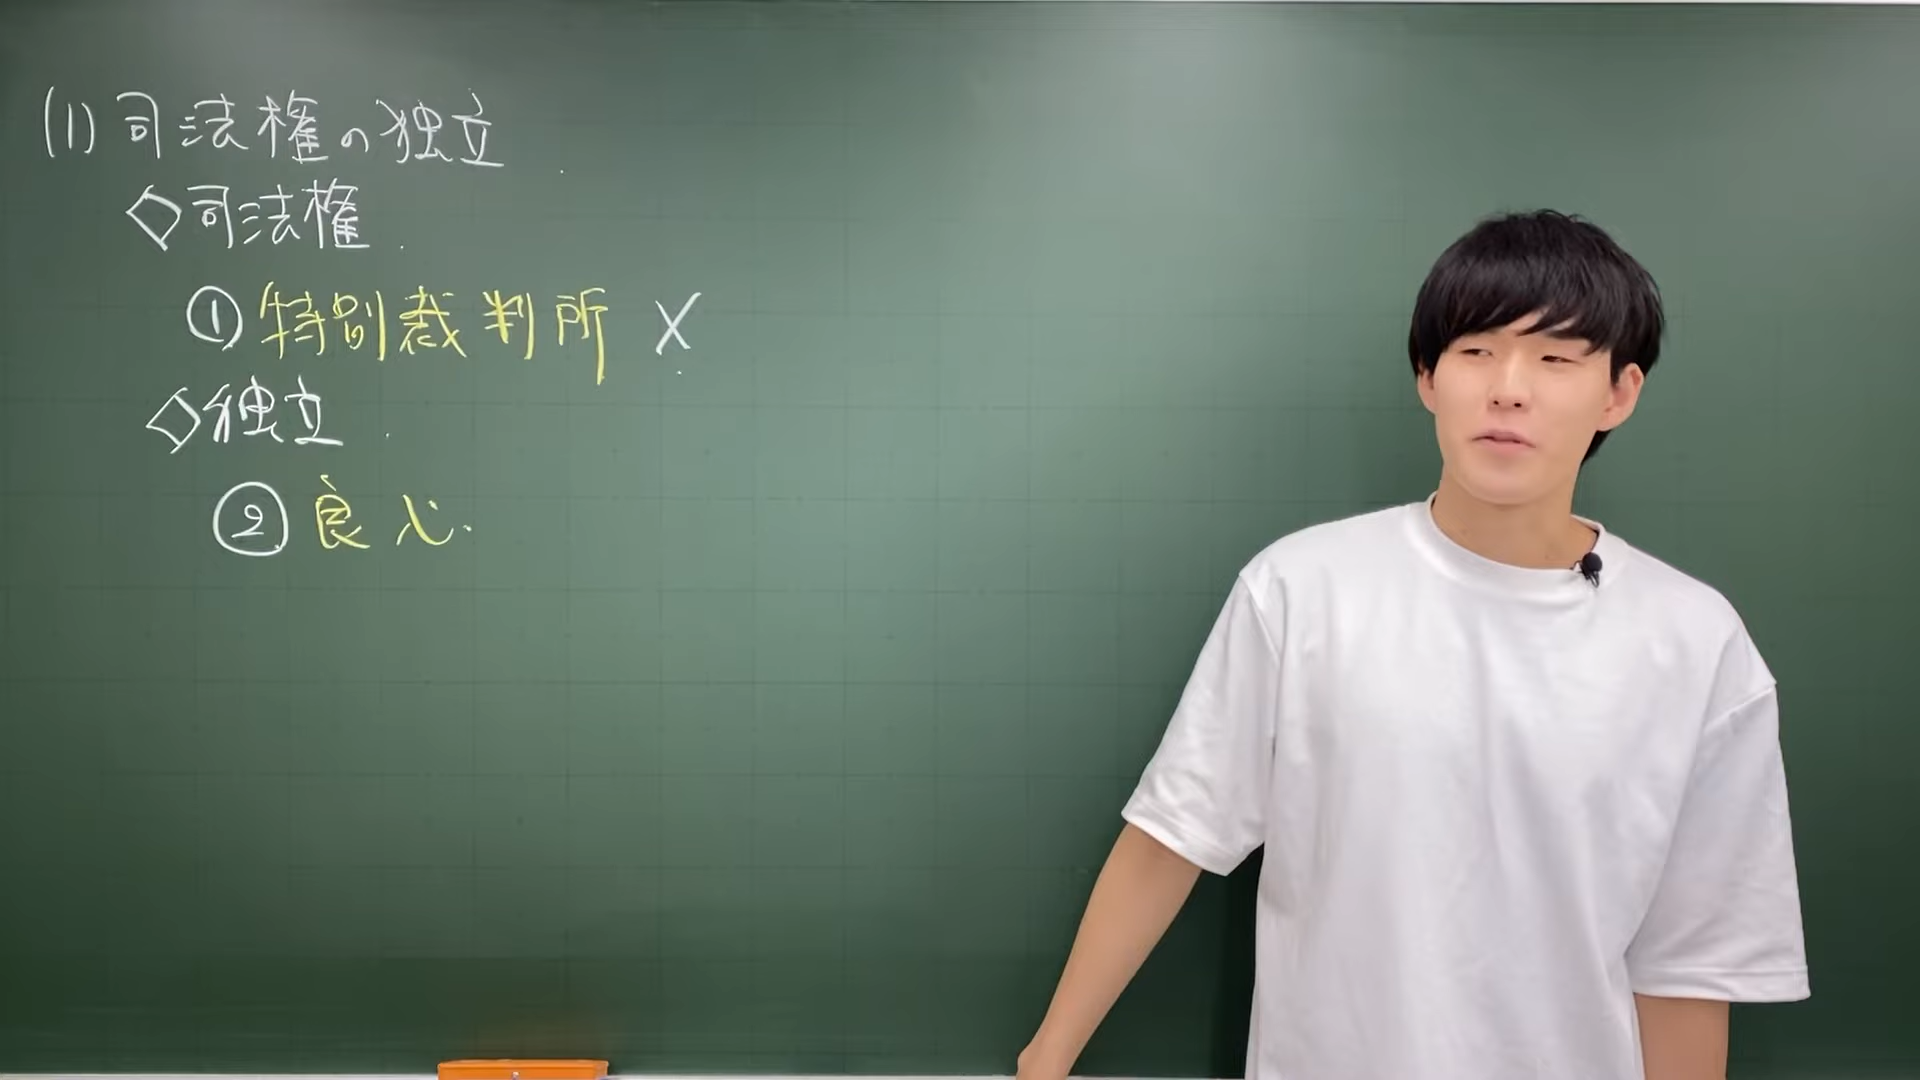 (1) 司法権の独立
◇司法権
① 特別裁判所 X
◇独立
② 良心